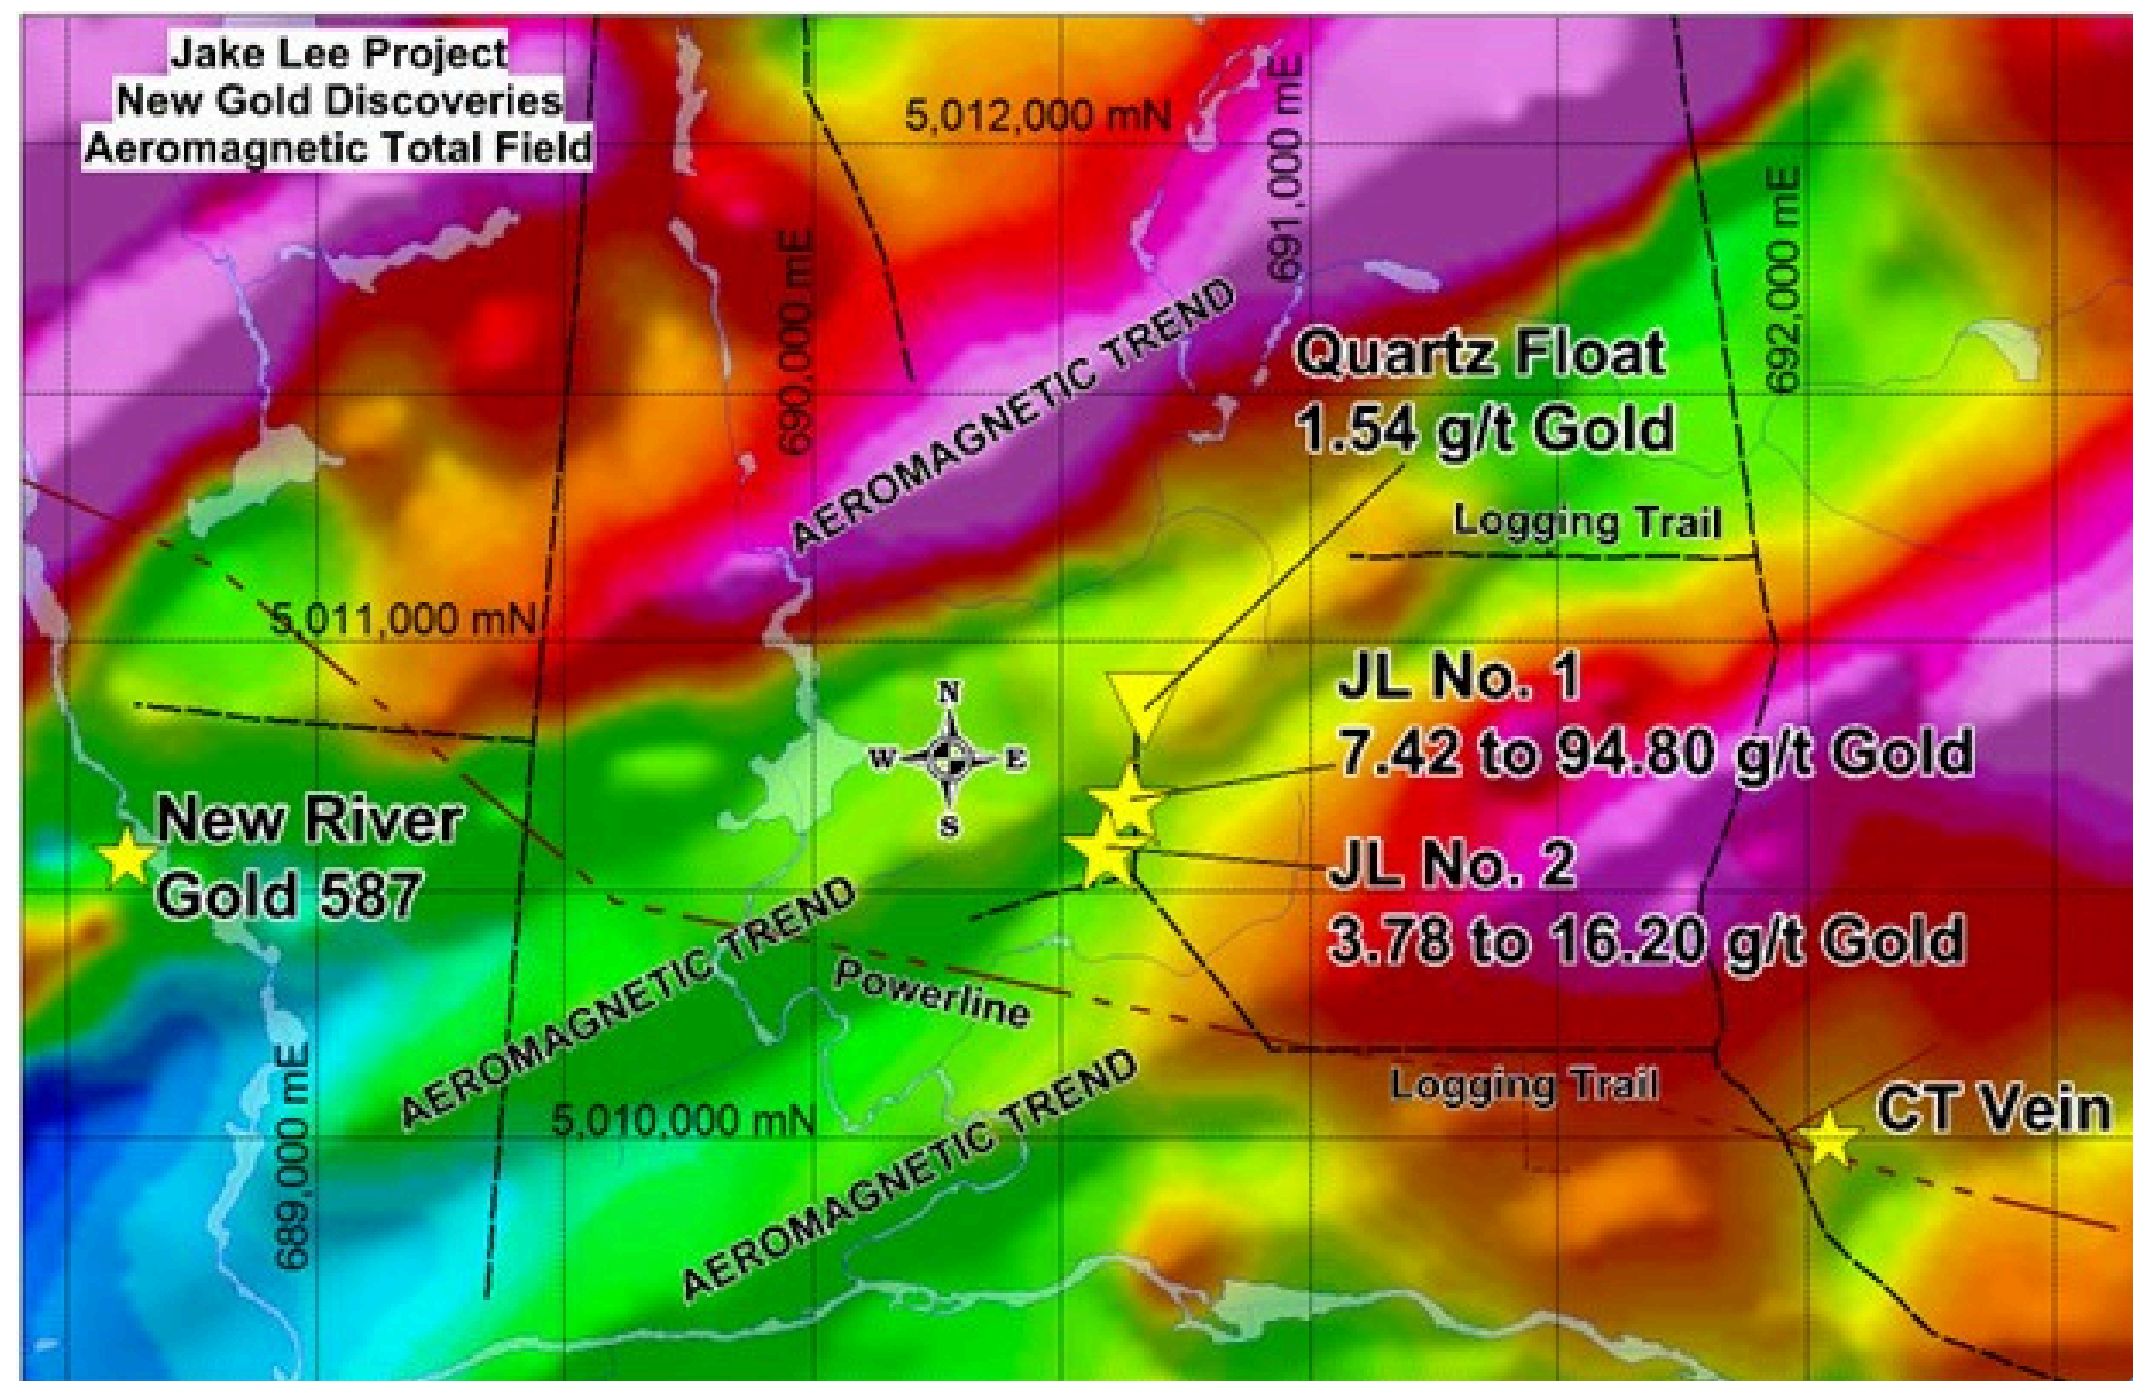 Jake Lee Project
New Gold Discoveries
Aeromagnetic Total Field
5,012,000 mN
691,000 mE
692,000 mE
690,000 mE
AEROMAGNETIC TREND
Quartz Float
1.54 g/t Gold
Logging Trail
5,011,000 mN
N
W
E
S
JL No. 1
7.42 to 94.80 g/t Gold
New River
Gold 587
JL No. 2
3.78 to 16.20 g/t Gold
AEROMAGNETIC TREND
Powerline
689,000 mE
5,010,000 mN
AEROMAGNETIC TREND
Logging Trail
CT Vein